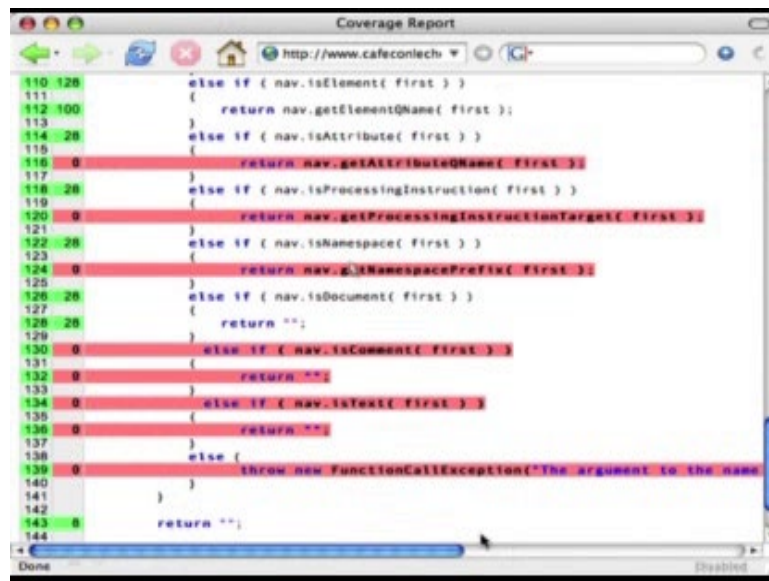 Coverage Report
http://www.cafeconlech
110 128 else if ( nav.isElement( first ) )
111 {
112 100 return nav.getElementQName( first );
113 }
114 28 else if ( nav.isAttribute( first ) )
115 {
116 0 return nav.getAttributeQName( first );
117 }
118 28 else if ( nav.isProcessingInstruction( first ) )
119 {
120 0 return nav.getProcessingInstructionTarget( first );
121 }
122 28 else if ( nav.isNamespace( first ) )
123 {
124 0 return nav.getNamespacePrefix( first );
125 }
126 28 else if ( nav.isDocument( first ) )
127 {
128 28 return "";
129 }
130 0 else if ( nav.isComment( first ) )
131 {
132 0 return "";
133 }
134 0 else if ( nav.isText( first ) )
135 {
136 0 return "";
137 }
138 else {
139 0 throw new FunctionCallException("The argument to the name
140 }
141 }
142
143 8 return "";
144
Done
Disabled